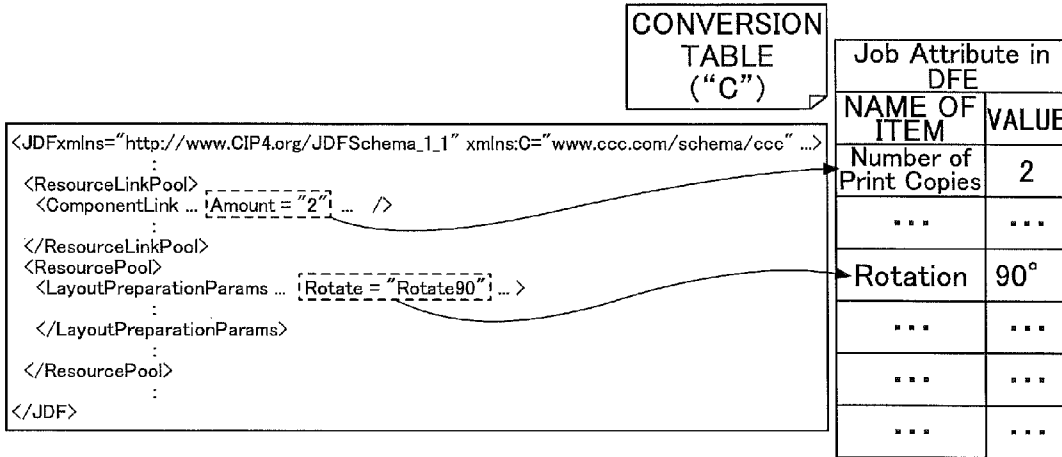 CONVERSION
TABLE
(“C”)
Job Attribute in
DFE
NAME OF
ITEM
VALUE
Number of
Print Copies
2
...
...
Rotation
90°
...
...
...
...
...
...
<JDFxmlns="http://www.CIP4.org/JDFSchema_1_1" xmlns:C="www.ccc.com/schema/ccc" ...>
:
<ResourceLinkPool>
<ComponentLink ... Amount = "2" ... />
:
</ResourceLinkPool>
<ResourcePool>
<LayoutPreparationParams ... Rotate = "Rotate90" ... >
:
</LayoutPreparationParams>
:
</ResourcePool>
:
</JDF>